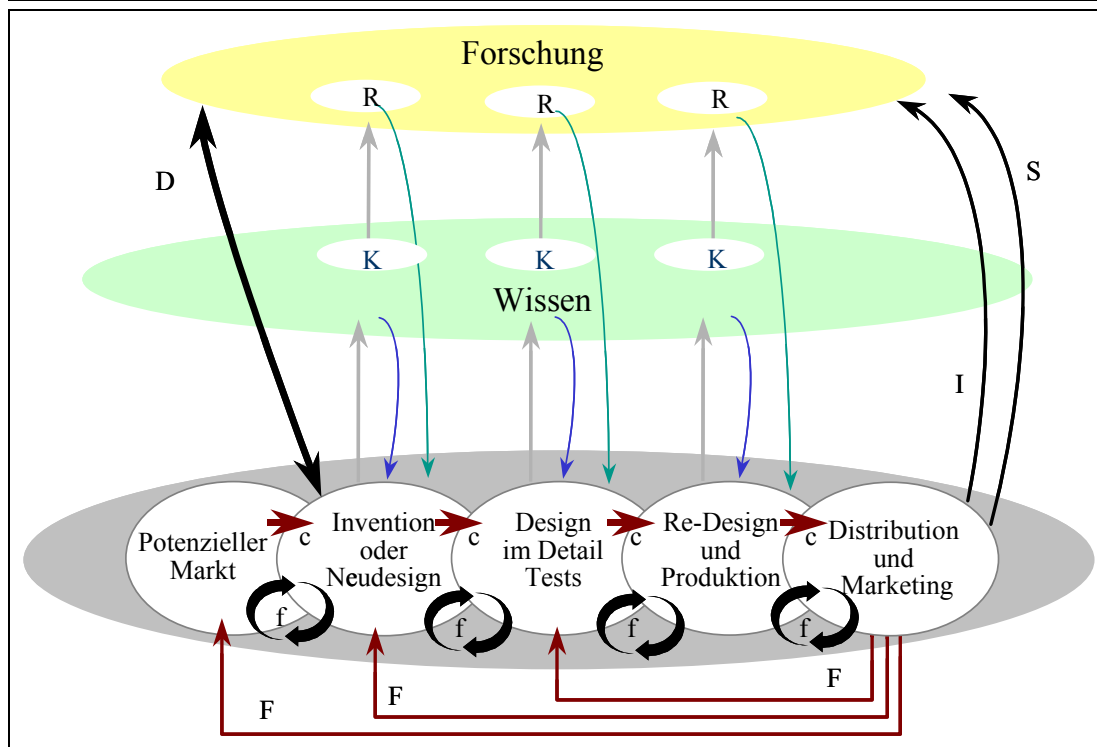 Forschung
R
R
R
D
S
K
K
K
Wissen
I
Potenzieller
Markt
c
Invention
oder
Neudesign
c
Design
im Detail
Tests
c
Re-Design
und
Produktion
c
Distribution
und
Marketing
f
f
f
f
F
F
F